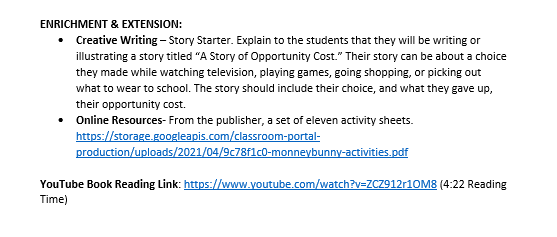 ENRICHMENT & EXTENSION:
• Creative Writing – Story Starter. Explain to the students that they will be writing or
illustrating a story titled "A Story of Opportunity Cost." Their story can be about a choice
they made while watching television, playing games, going shopping, or picking out
what to wear to school. The story should include their choice, and what they gave up,
their opportunity cost.
• Online Resources- From the publisher, a set of eleven activity sheets.
https://storage.googleapis.com/classroom-portal-
production/uploads/2021/04/9c78f1c0-monneybunny-activities.pdf
YouTube Book Reading Link: https://www.youtube.com/watch?v=ZCZ912r1OM8 (4:22 Reading
Time)